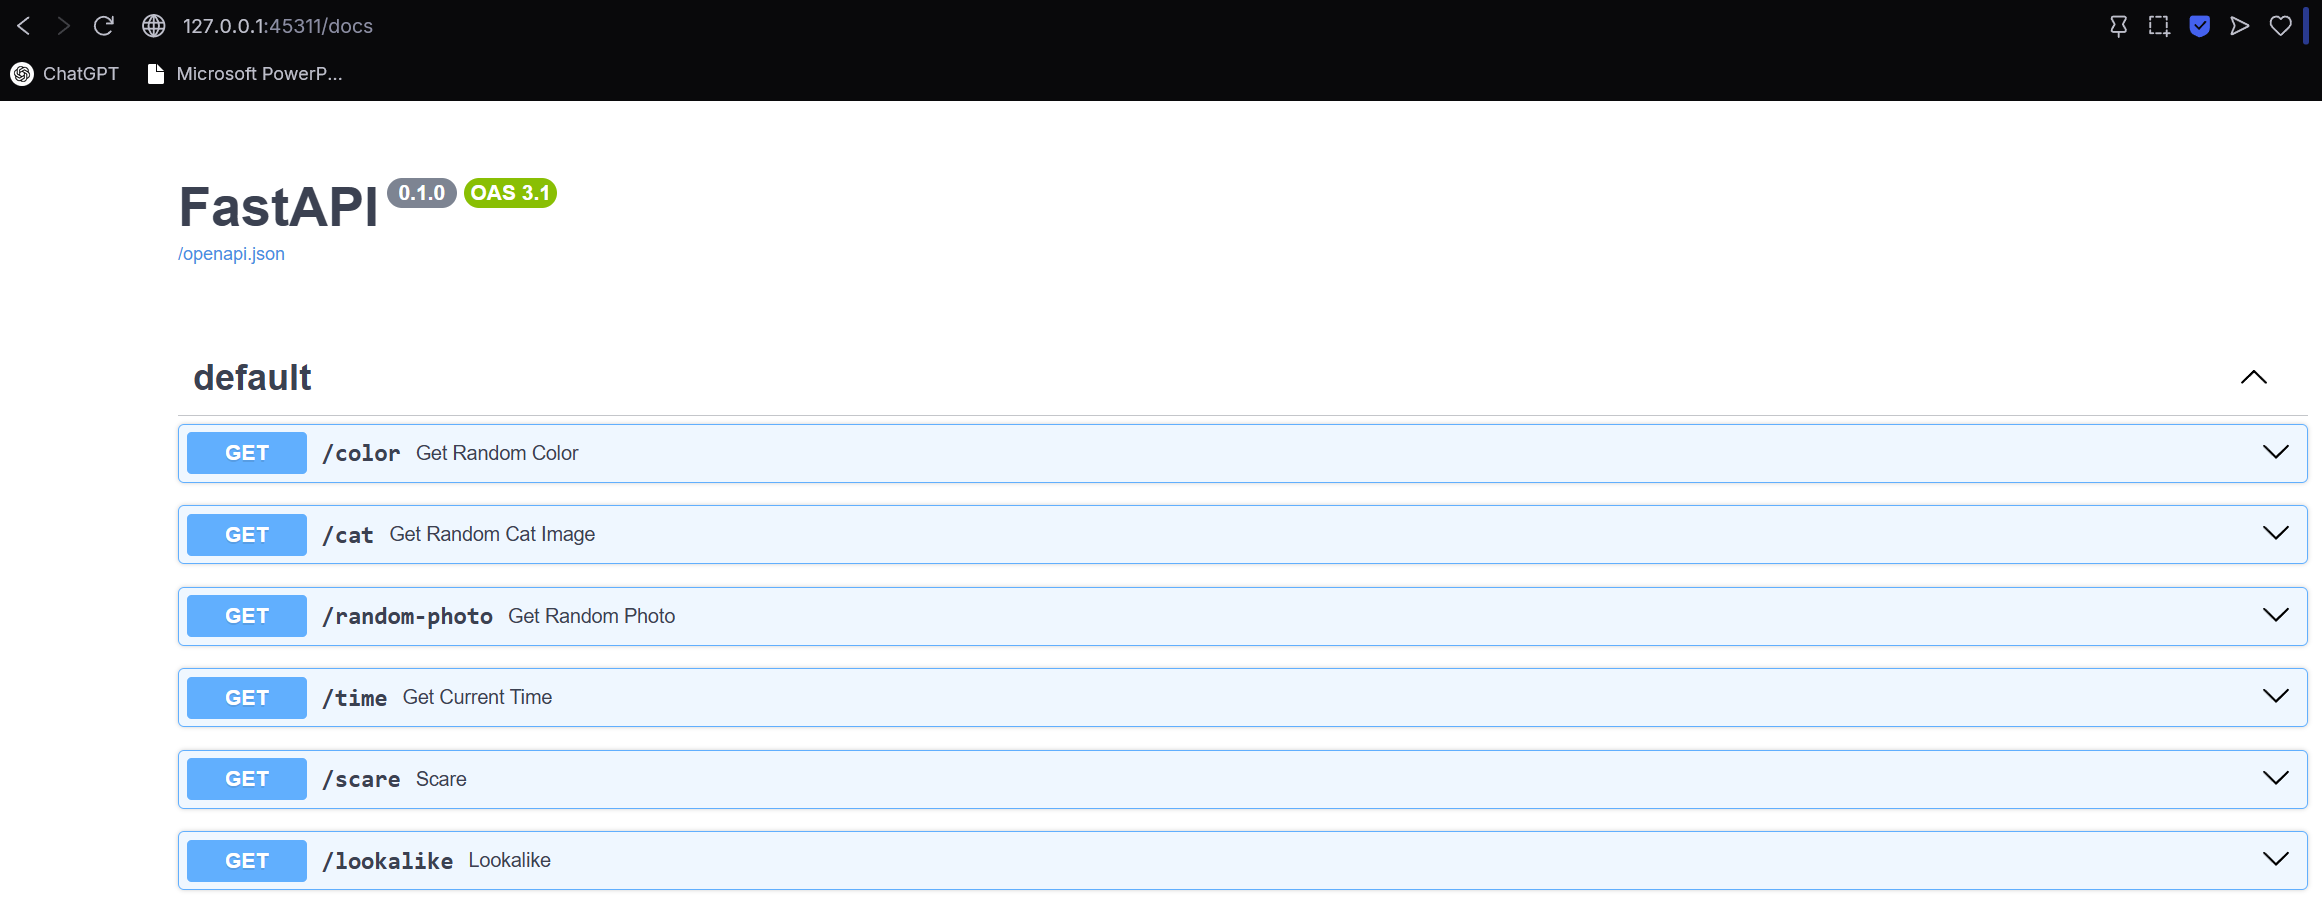 127.0.0.1:45311/docs
ChatGPT Microsoft PowerP...
FastAPI 0.1.0 OAS 3.1
/openapi.json
default
GET /color Get Random Color
GET /cat Get Random Cat Image
GET /random-photo Get Random Photo
GET /time Get Current Time
GET /scare Scare
GET /lookalike Lookalike